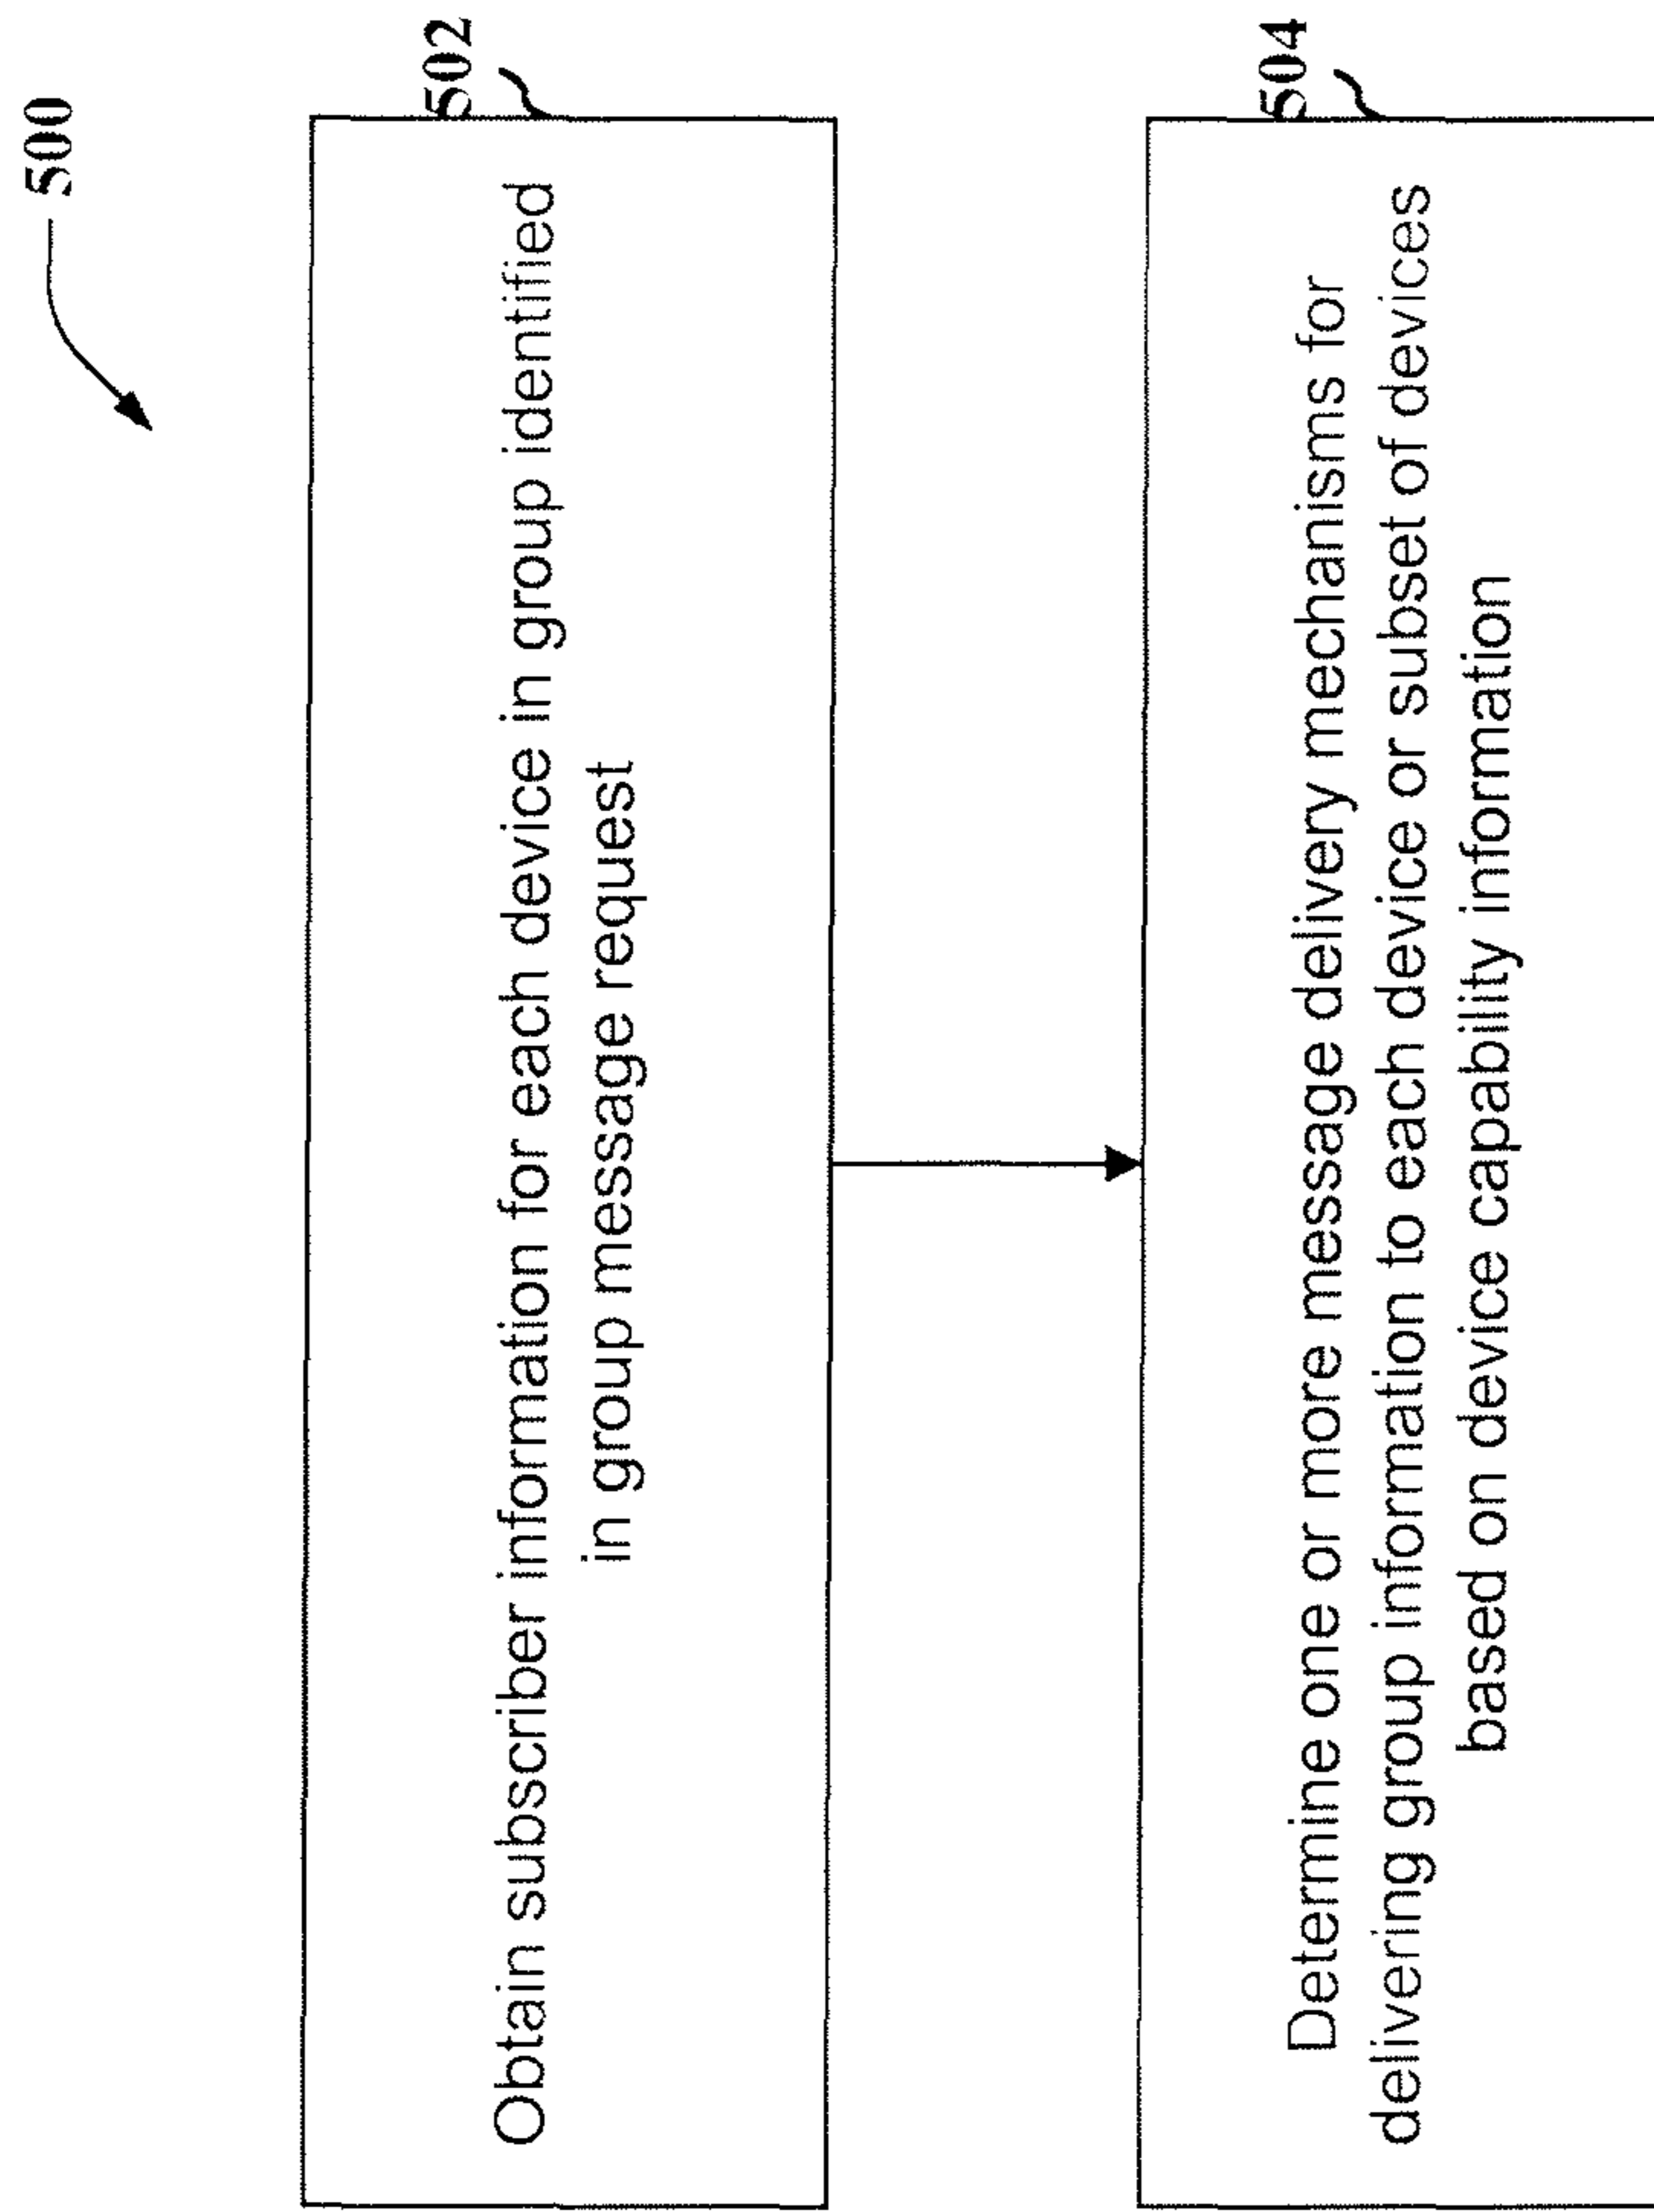 500
502
Obtain subscriber information for each device in group identified
in group message request
504
Determine one or more message delivery mechanisms for
delivering group information to each device or subset of devices
based on device capability information